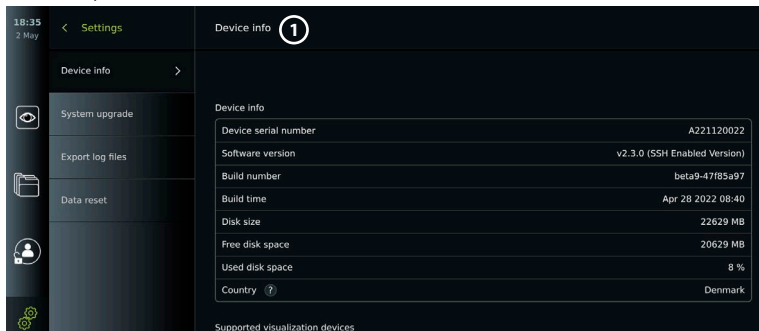 18:35
2 May
Settings
Device info
1
Device info
System upgrade
Export log files
Data reset
Device info
Device serial number A221120022
Software version v2.3.0 (SSH Enabled Version)
Build number beta9-47f85a97
Build time Apr 28 2022 08:40
Disk size 22629 MB
Free disk space 20629 MB
Used disk space 8 %
Country ? Denmark
Supported visualization devices